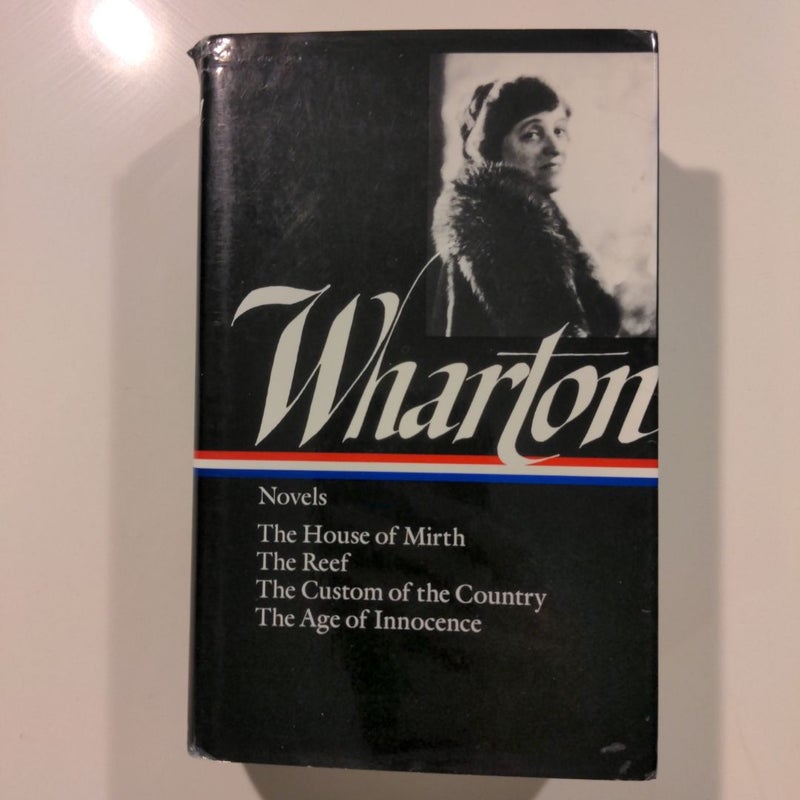 Wharton
Novels
The House of Mirth
The Reef
The Custom of the Country
The Age of Innocence